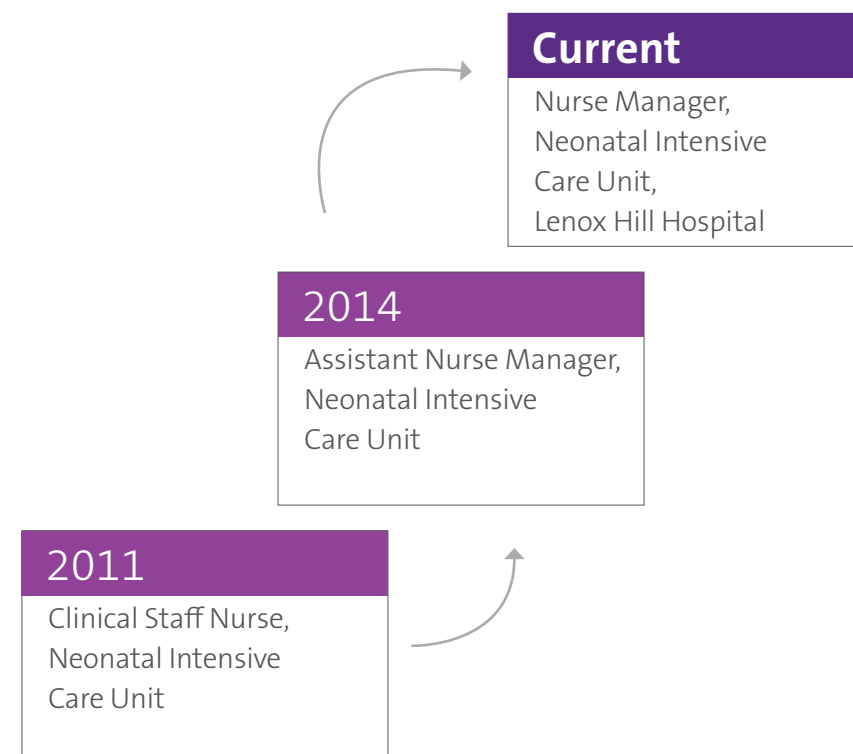 Current
Nurse Manager,
Neonatal Intensive
Care Unit,
Lenox Hill Hospital
2014
Assistant Nurse Manager,
Neonatal Intensive
Care Unit
2011
Clinical Staff Nurse,
Neonatal Intensive
Care Unit